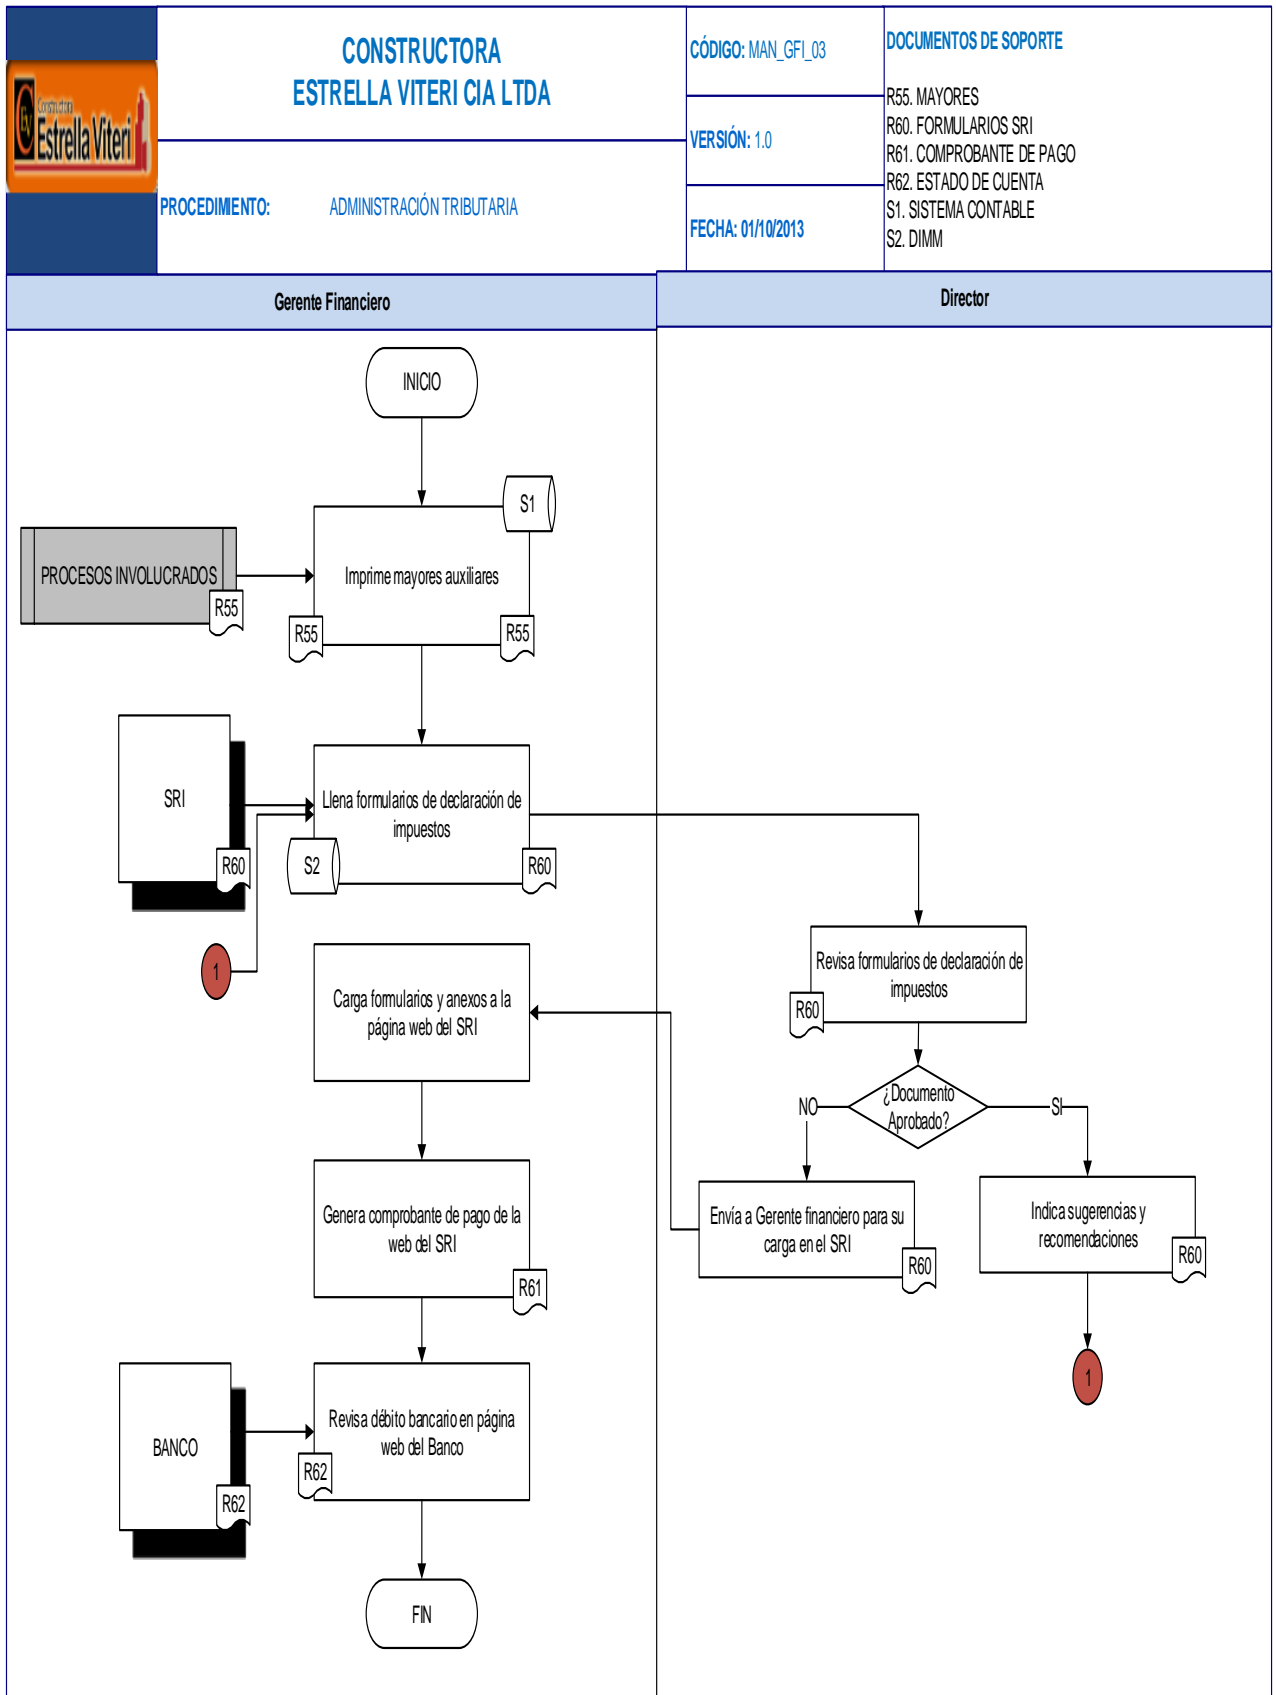 Constructora
Estrella Viteri
CONSTRUCTORA
ESTRELLA VITERI CIA LTDA
PROCEDIMIENTO: ADMINISTRACIÓN TRIBUTARIA
CÓDIGO: MAN_GFI_03
VERSIÓN: 1.0
FECHA: 01/10/2013
DOCUMENTOS DE SOPORTE
R55. MAYORES
R60. FORMULARIOS SRI
R61. COMPROBANTE DE PAGO
R62. ESTADO DE CUENTA
S1. SISTEMA CONTABLE
S2. DIMM
Gerente Financiero
Director
INICIO
S1
PROCESOS INVOLUCRADOS
R55
Imprime mayores auxiliares
R55
R55
SRI
R60
Llena formularios de declaración de
impuestos
S2
R60
1
Revisa formularios de declaración de
impuestos
R60
Carga formularios y anexos a la
página web del SRI
¿Documento
Aprobado?
NO
SI
Envía a Gerente financiero para su
carga en el SRI
R60
Indica sugerencias y
recomendaciones
R60
Genera comprobante de pago de la
web del SRI
R61
1
BANCO
R62
Revisa débito bancario en página
web del Banco
R62
FIN